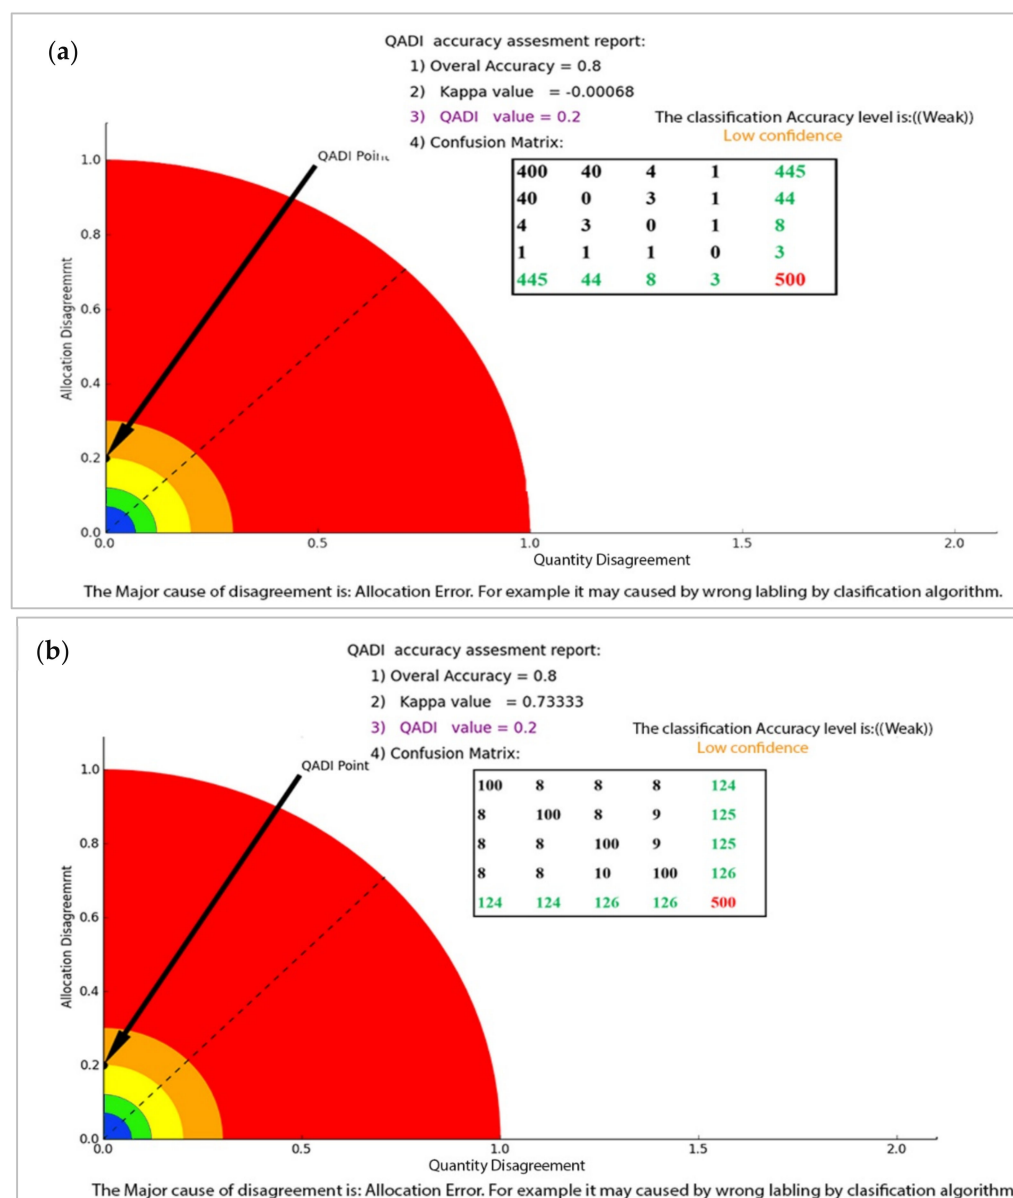 (a)
QADI accuracy assesment report:
1) Overal Accuracy = 0.8
2) Kappa value = -0.00068
3) QADI value = 0.2
The classification Accuracy level is:((Weak))
Low confidence
4) Confusion Matrix:
400 40 4 1 445
40 0 3 1 44
4 3 0 1 8
1 1 1 0 3
445 44 8 3 500
QADI Point
1.0
0.8
0.6
0.4
0.2
0.0
Allocation Disagreemrnt
0.0 0.5 1.0 1.5 2.0
Quantity Disagreement
The Major cause of disagreement is: Allocation Error. For example it may caused by wrong labling by clasification algorithm.
(b)
QADI accuracy assesment report:
1) Overal Accuracy = 0.8
2) Kappa value = 0.73333
3) QADI value = 0.2
The classification Accuracy level is:((Weak))
Low confidence
4) Confusion Matrix:
100 8 8 8 124
8 100 8 9 125
8 8 100 9 125
8 8 10 100 126
124 124 126 126 500
QADI Point
1.0
0.8
0.6
0.4
0.2
0.0
Allocation Disagreemrnt
0.0 0.5 1.0 1.5 2.0
Quantity Disagreement
The Major cause of disagreement is: Allocation Error. For example it may caused by wrong labling by clasification algorithm